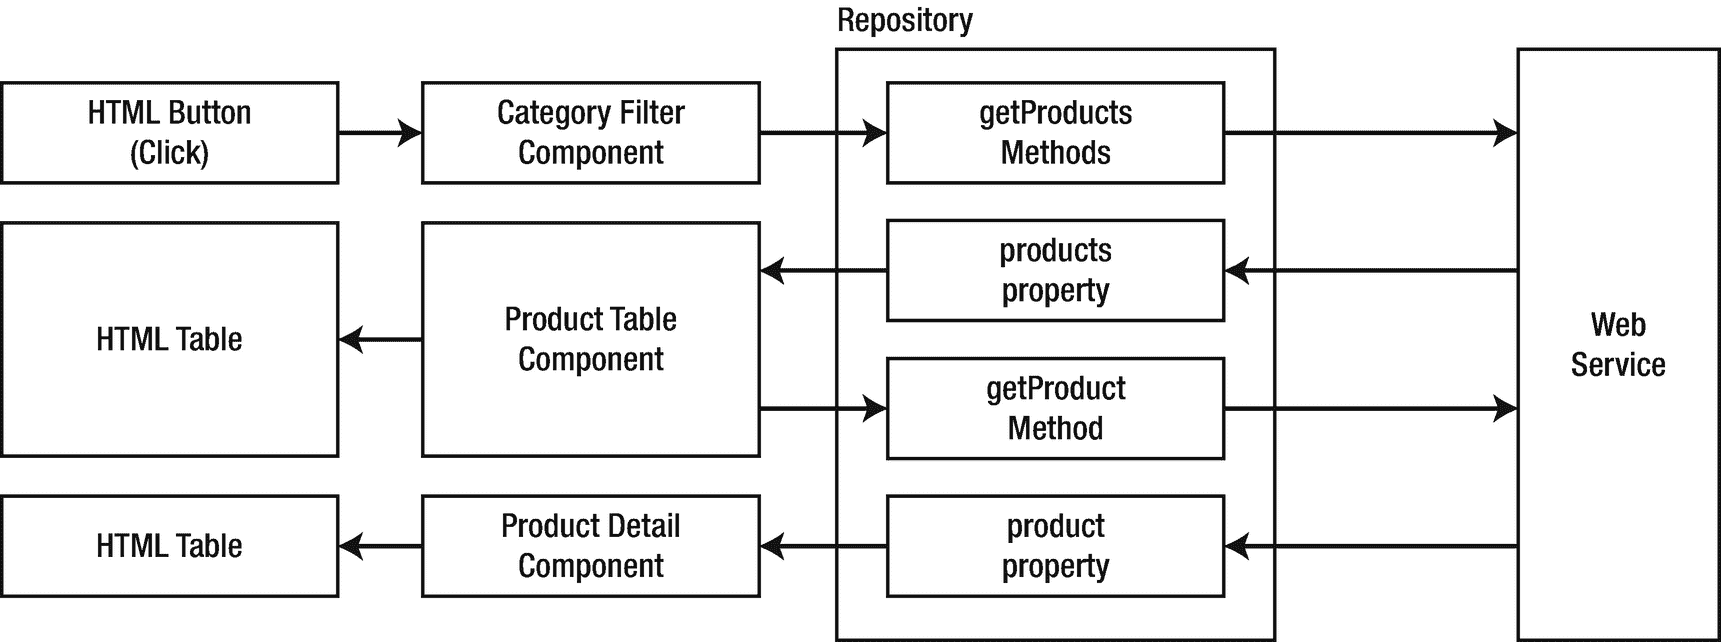 Repository
HTML Button
(Click)
Category Filter
Component
getProducts
Methods
HTML Table
Product Table
Component
products
property
getProduct
Method
Web
Service
HTML Table
Product Detail
Component
product
property